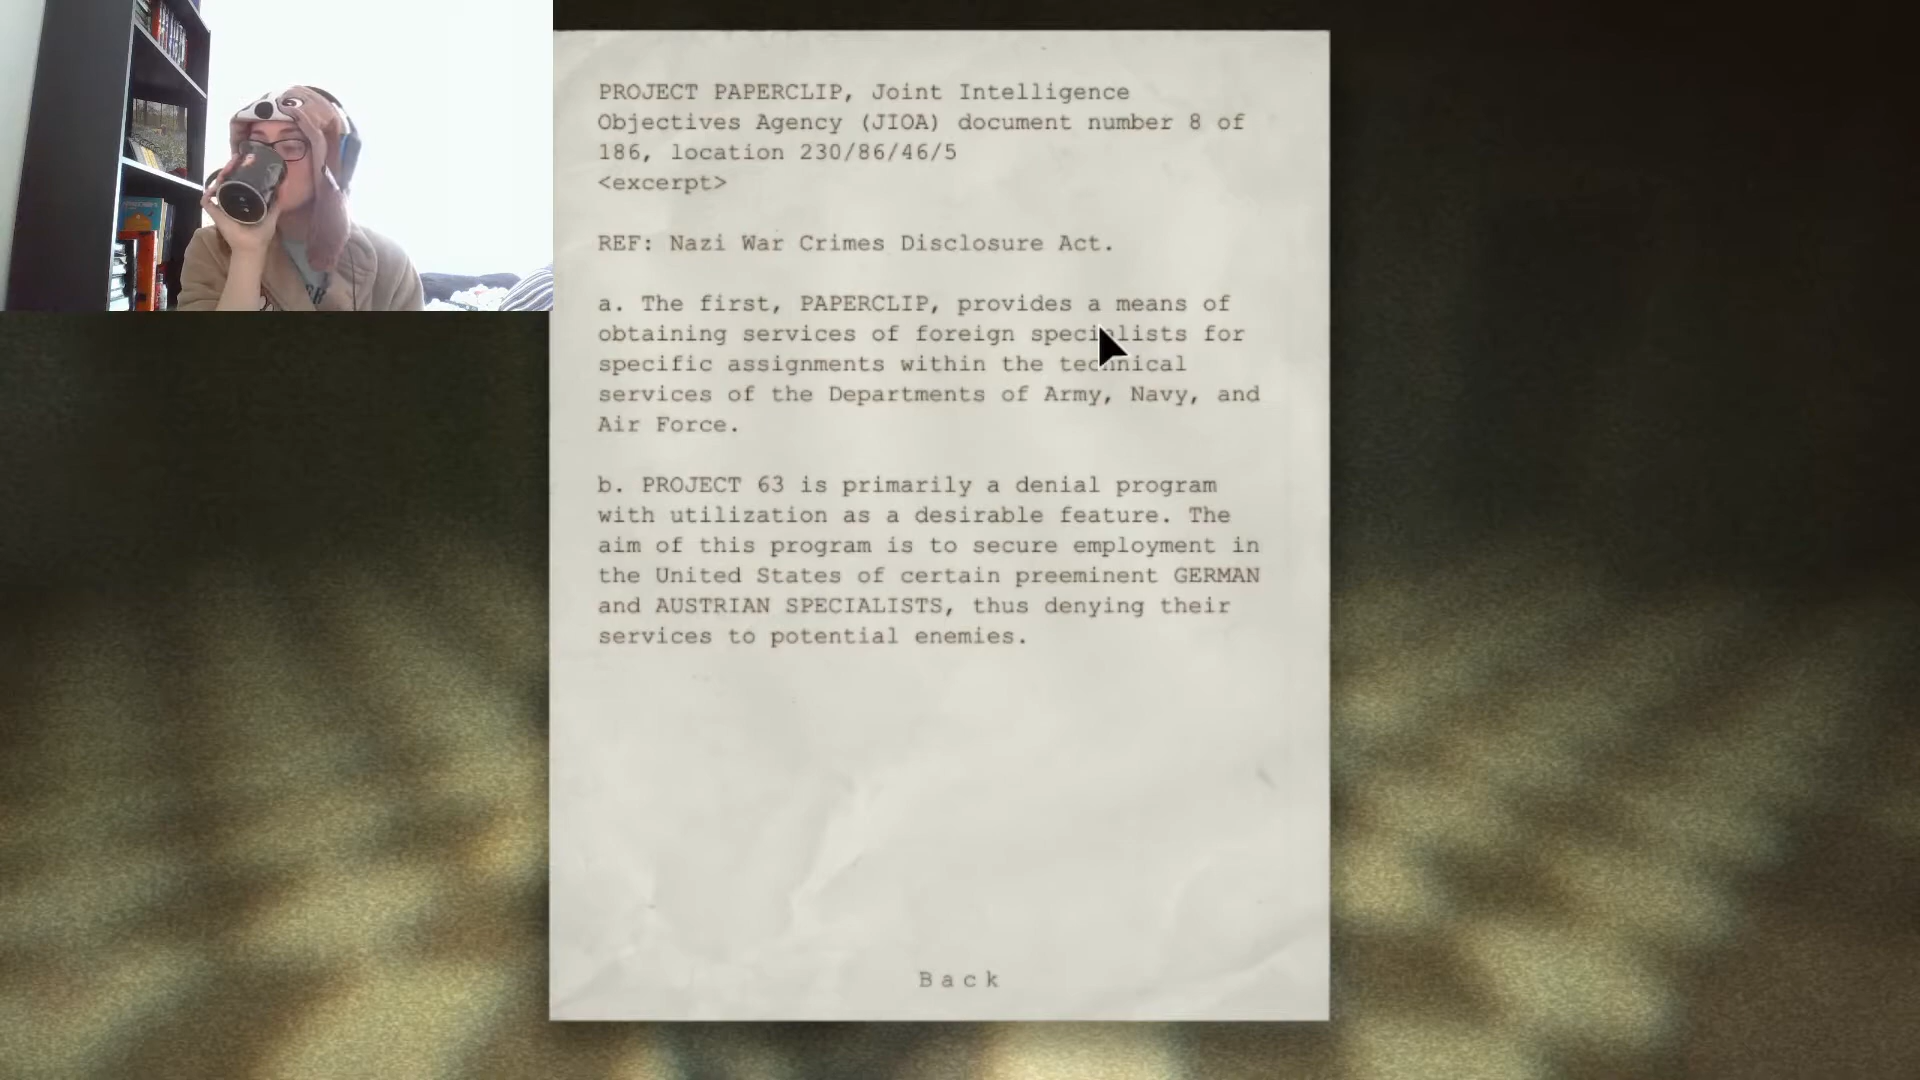 PROJECT PAPERCLIP, Joint Intelligence
Objectives Agency (JIOA) document number 8 of
186, location 230/86/46/5
<excerpt>
REF: Nazi War Crimes Disclosure Act.
a. The first, PAPERCLIP, provides a means of
obtaining services of foreign specialists for
specific assignments within the technical
services of the Departments of Army, Navy, and
Air Force.
b. PROJECT 63 is primarily a denial program
with utilization as a desirable feature. The
aim of this program is to secure employment in
the United States of certain preeminent GERMAN
and AUSTRIAN SPECIALISTS, thus denying their
services to potential enemies.
Back